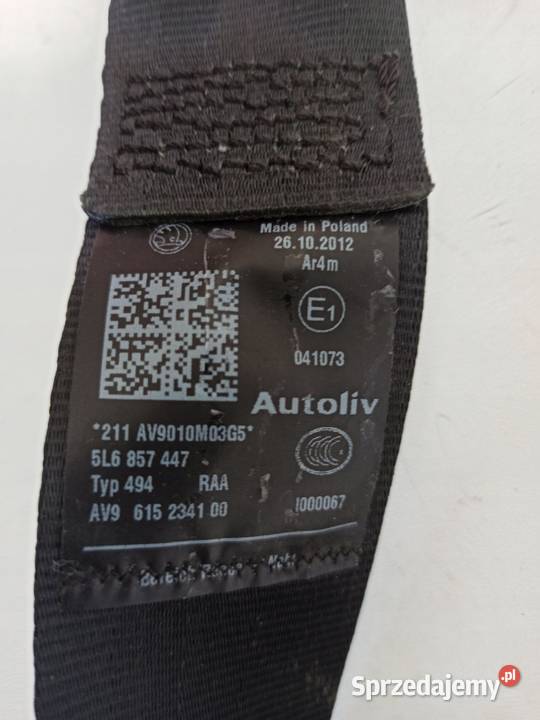 Made in Poland
26.10.2012
Ar4m
E1
041073
Autoliv
*211 AV9010M03G5*
5L6 857 447
Typ 494 RAA
AV9 615 2341 00
I000067
Sprzedajemy.pl